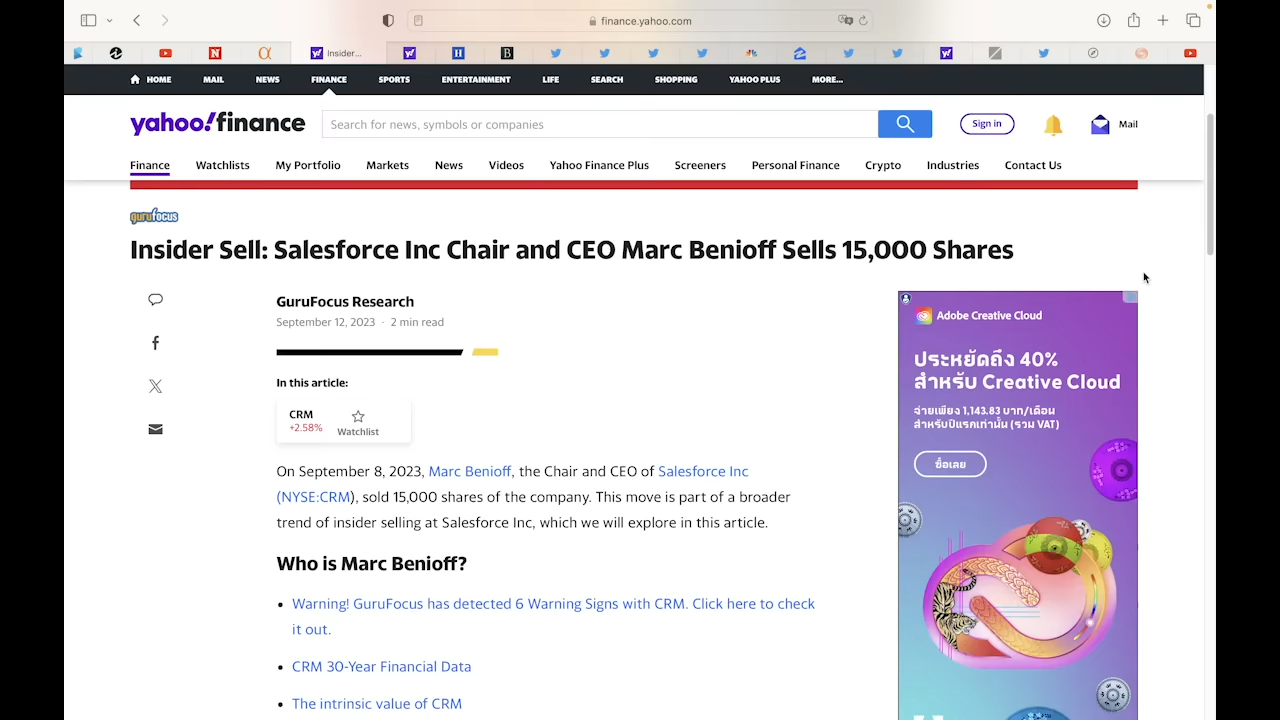 finance.yahoo.com
Insider...
HOME MAIL NEWS FINANCE SPORTS ENTERTAINMENT LIFE SEARCH SHOPPING YAHOO PLUS MORE...
yahoo!finance
Search for news, symbols or companies
Sign in
Mail
Finance Watchlists My Portfolio Markets News Videos Yahoo Finance Plus Screeners Personal Finance Crypto Industries Contact Us
gurufocus
Insider Sell: Salesforce Inc Chair and CEO Marc Benioff Sells 15,000 Shares
GuruFocus Research
September 12, 2023 · 2 min read
In this article:
CRM
+2.58%
Watchlist
On September 8, 2023, Marc Benioff, the Chair and CEO of Salesforce Inc
(NYSE:CRM), sold 15,000 shares of the company. This move is part of a broader
trend of insider selling at Salesforce Inc, which we will explore in this article.
Who is Marc Benioff?
• Warning! GuruFocus has detected 6 Warning Signs with CRM. Click here to check
it out.
• CRM 30-Year Financial Data
• The intrinsic value of CRM
Adobe Creative Cloud
ประหยัดถึง 40%
สำหรับ Creative Cloud
จ่ายเพียง 1,143.83 บาท/เดือน
สำหรับปีแรกเท่านั้น (รวม VAT)
ซื้อเลย